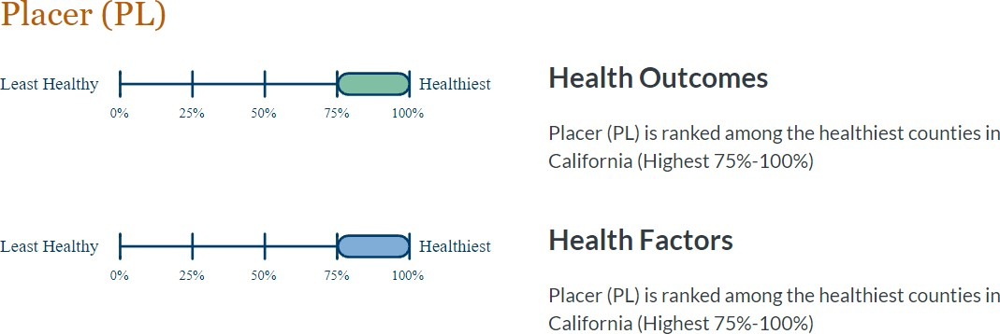 Placer (PL)
Least Healthy
Healthiest
0% 25% 50% 75% 100%
Health Outcomes
Placer (PL) is ranked among the healthiest counties in
California (Highest 75%-100%)
Least Healthy
Healthiest
0% 25% 50% 75% 100%
Health Factors
Placer (PL) is ranked among the healthiest counties in
California (Highest 75%-100%)